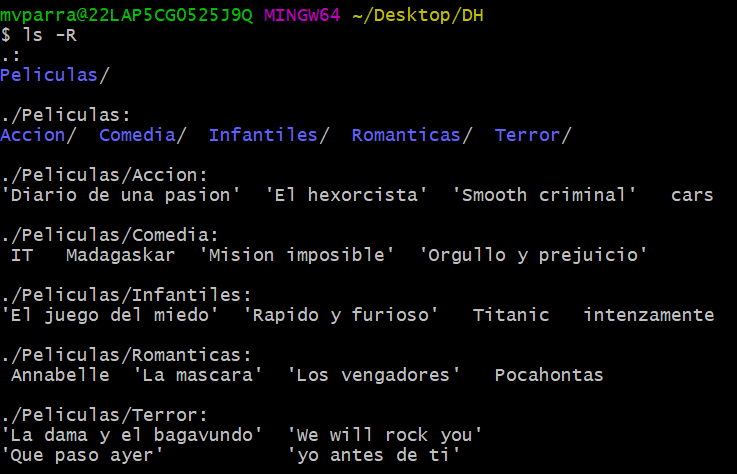 mvparra@22LAP5CG0525J9Q MINGW64 ~/Desktop/DH
$ ls -R
.:
Peliculas/
./Peliculas:
Accion/  Comedia/  Infantiles/  Romanticas/  Terror/
./Peliculas/Accion:
'Diario de una pasion'  'El hexorcista'  'Smooth criminal'   cars
./Peliculas/Comedia:
 IT   Madagaskar  'Mision imposible'  'Orgullo y prejuicio'
./Peliculas/Infantiles:
'El juego del miedo'  'Rapido y furioso'   Titanic   intenzamente
./Peliculas/Romanticas:
 Annabelle  'La mascara'  'Los vengadores'   Pocahontas
./Peliculas/Terror:
'La dama y el bagavundo'  'We will rock you'
'Que paso ayer'           'yo antes de ti'